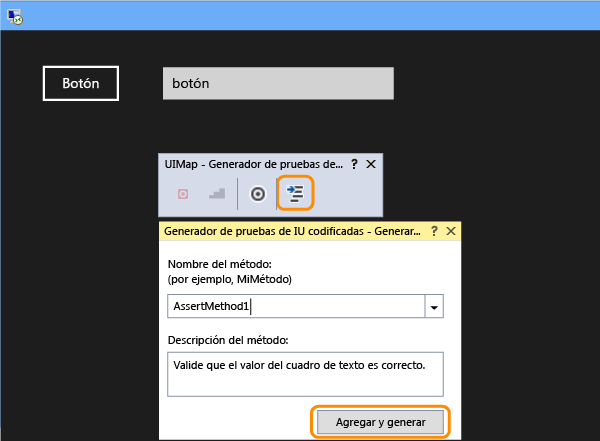 Botón
botón
UIMap - Generador de pruebas de... ?
Generador de pruebas de IU codificadas - Generar... ?
Nombre del método:
(por ejemplo, MiMétodo)
AssertMethod1
Descripción del método:
Valide que el valor del cuadro de texto es correcto.
Agregar y generar